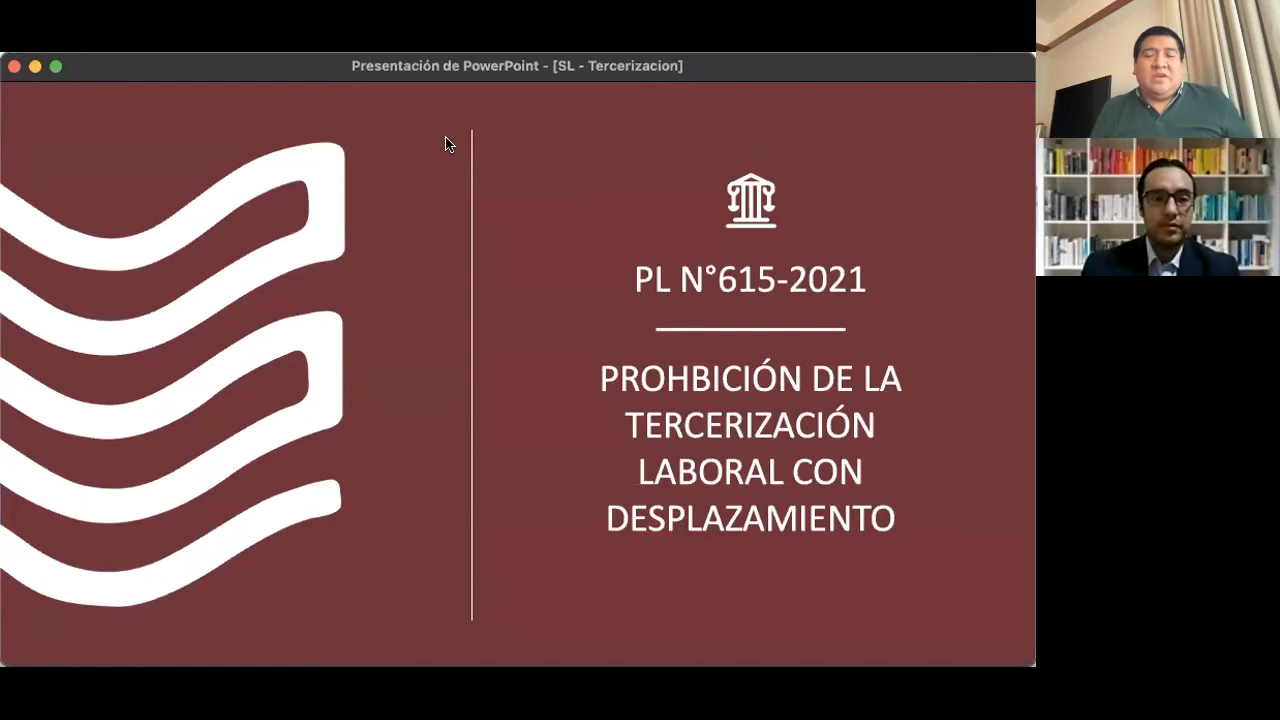 Presentación de PowerPoint - [SL - Tercerizacion]
PL N°615-2021
PROHBICIÓN DE LA
TERCERIZACIÓN
LABORAL CON
DESPLAZAMIENTO